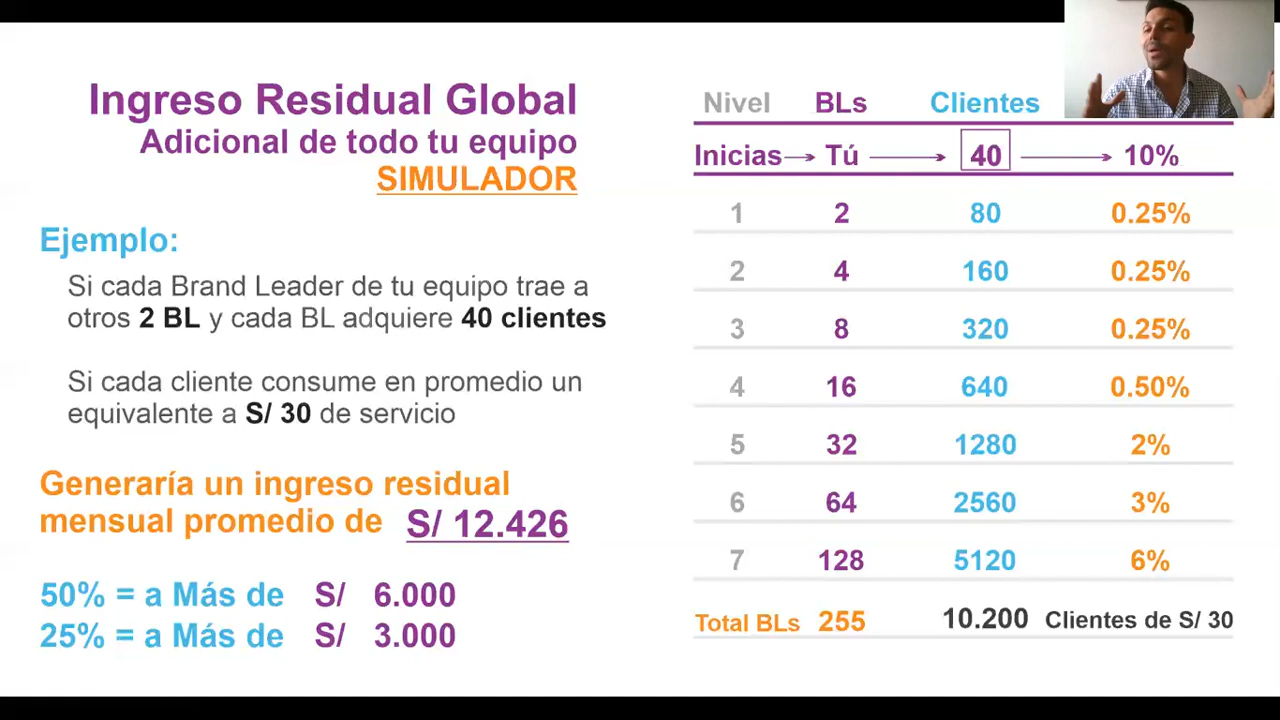 Ingreso Residual Global
Adicional de todo tu equipo
SIMULADOR
Ejemplo:
Si cada Brand Leader de tu equipo trae a
otros 2 BL y cada BL adquiere 40 clientes
Si cada cliente consume en promedio un
equivalente a S/ 30 de servicio
Generaría un ingreso residual
mensual promedio de S/ 12.426
50% = a Más de S/ 6.000
25% = a Más de S/ 3.000
Nivel BLs Clientes
Inicias Tú 40 10%
1 2 80 0.25%
2 4 160 0.25%
3 8 320 0.25%
4 16 640 0.50%
5 32 1280 2%
6 64 2560 3%
7 128 5120 6%
Total BLs 255 10.200 Clientes de S/ 30